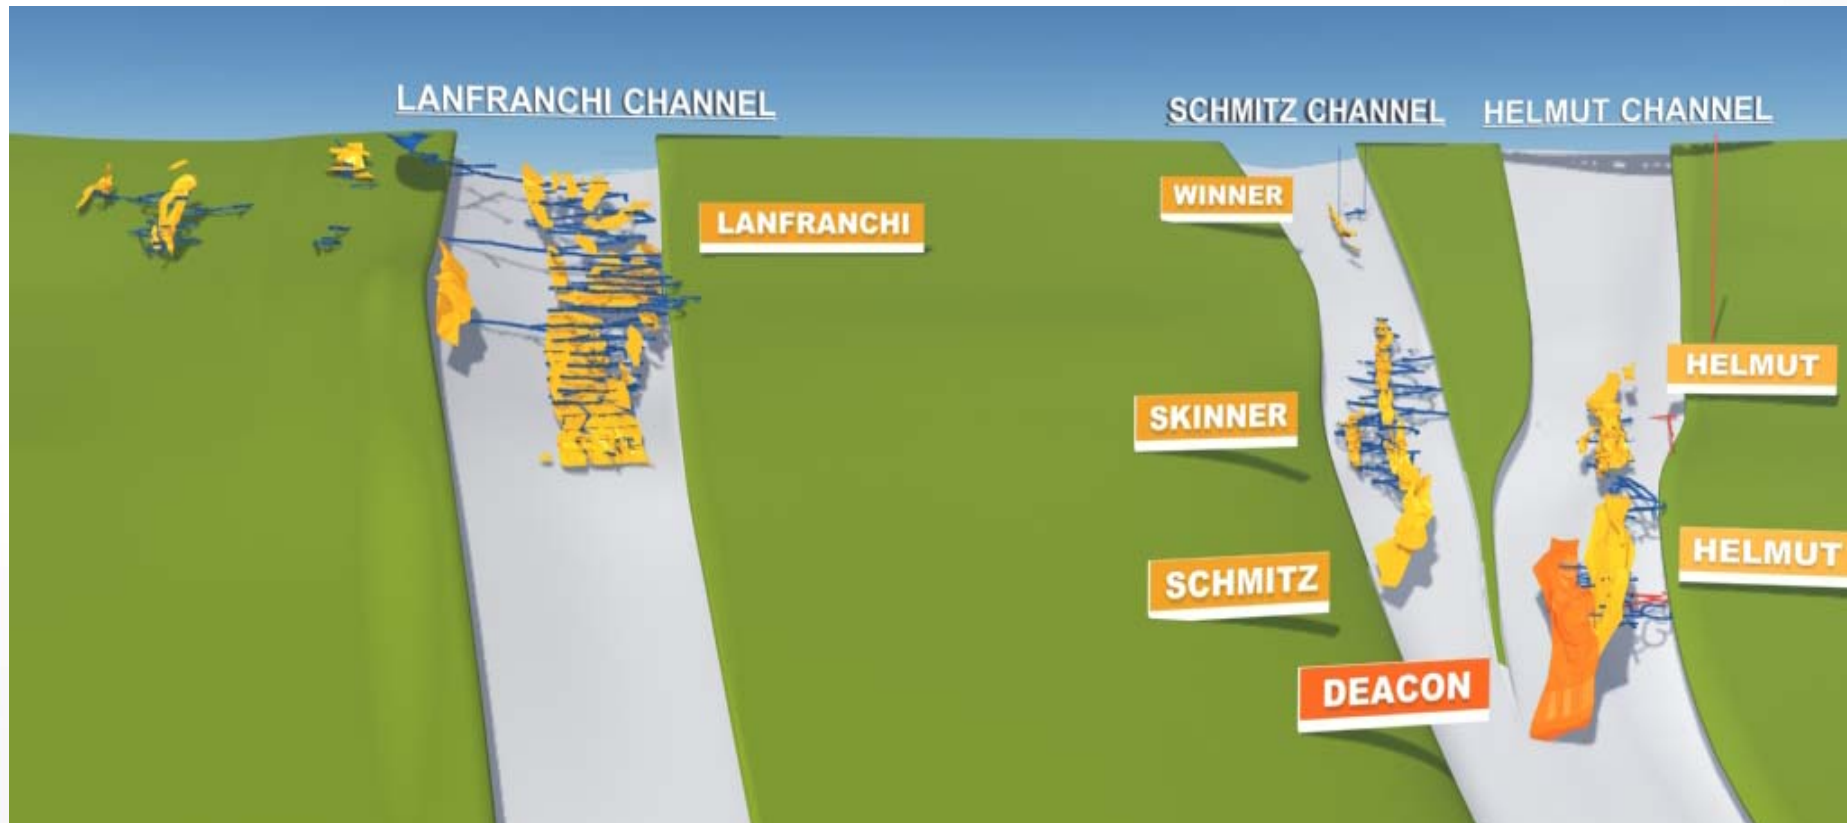 LANFRANCHI CHANNEL
SCHMITZ CHANNEL
HELMUT CHANNEL
WINNER
LANFRANCHI
HELMUT
SKINNER
HELMUT
SCHMITZ
DEACON